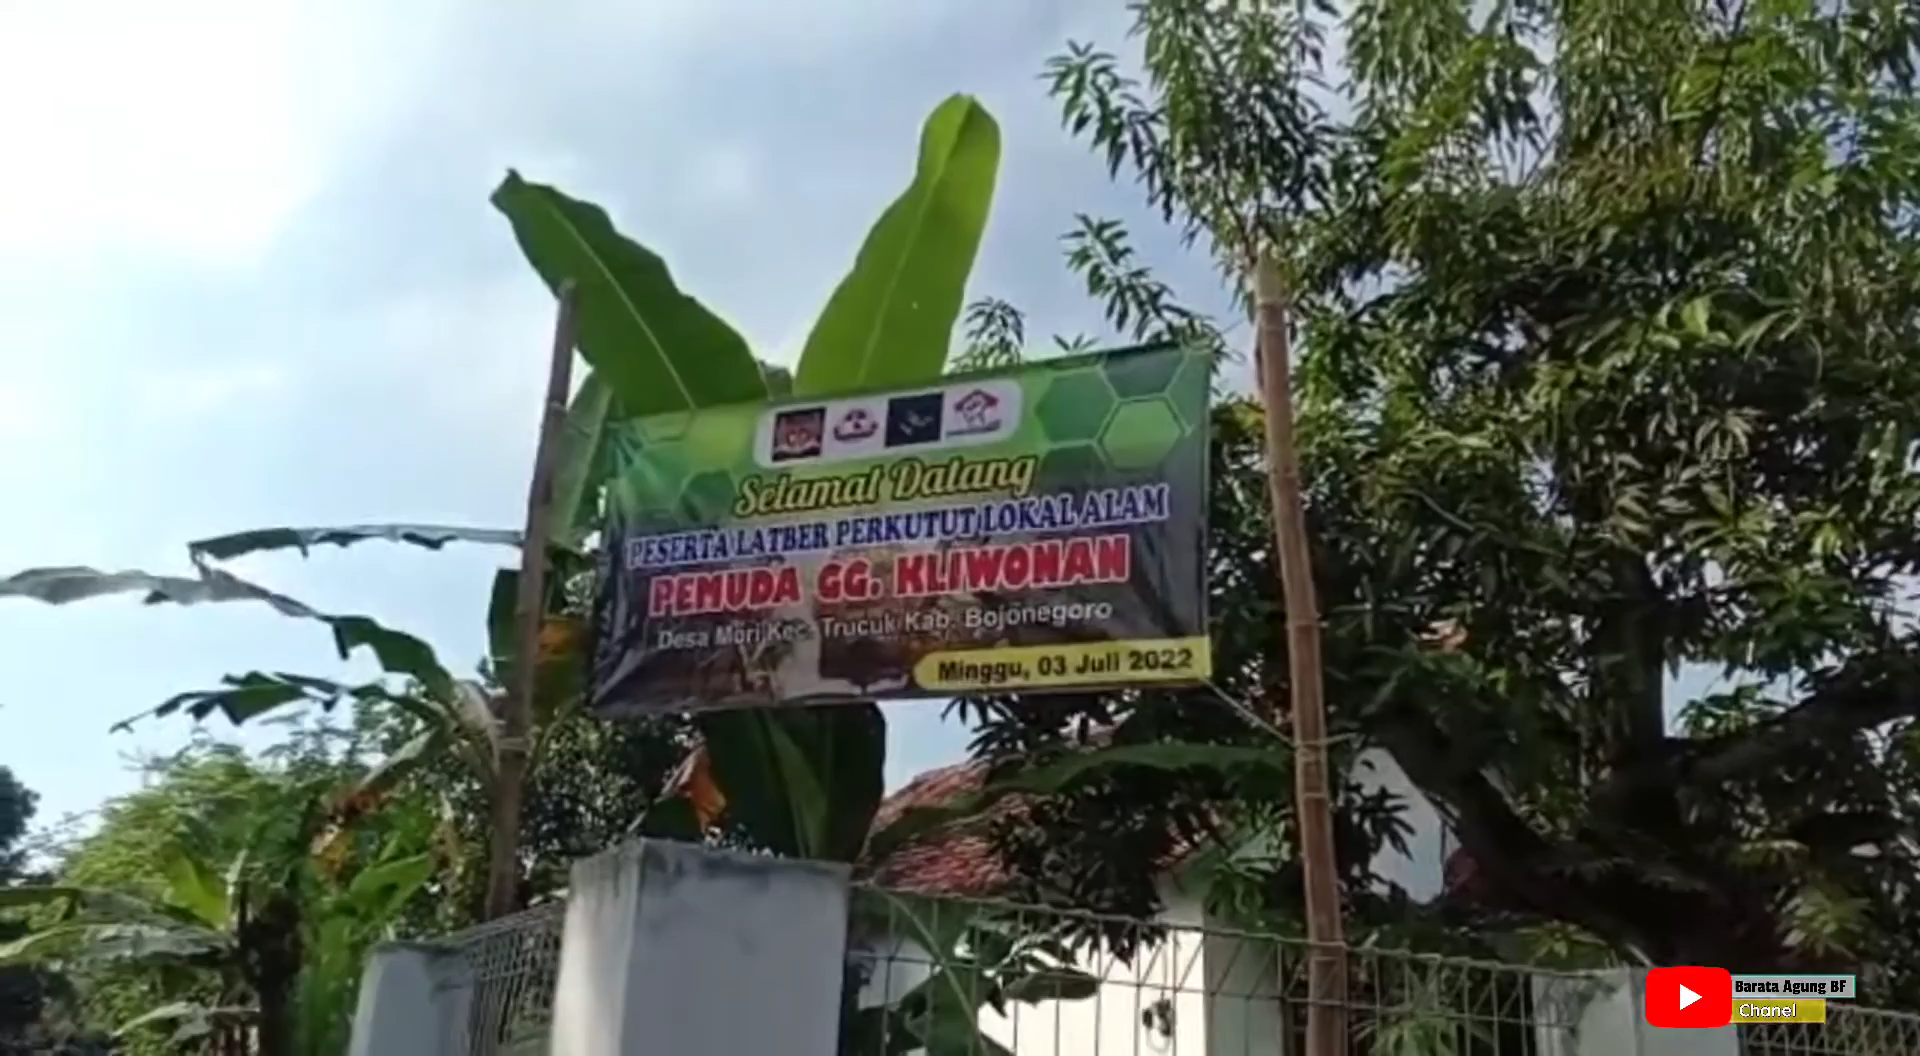 Selamat Datang
PESERTA LATBER PERKUTUT LOKAL ALAM
PEMUDA GG. KLIWONAN
Desa Mori Kec. Trucuk Kab. Bojonegoro
Minggu, 03 Juli 2022
Barata Agung BF
Chanel